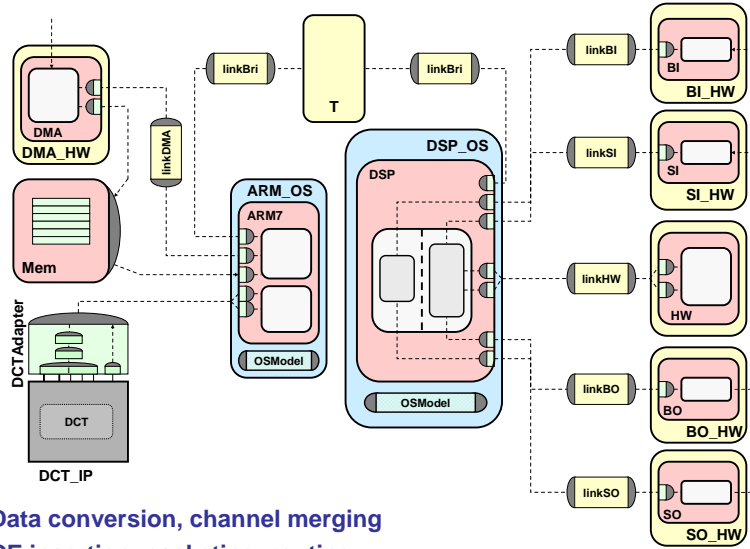 linkBri
T
linkBri
linkBI
BI
BI_HW
DMA
DMA_HW
linkDMA
Mem
ARM_OS
ARM7
OSModel
DSP_OS
DSP
OSModel
linkSI
SI
SI_HW
linkHW
HW
linkBO
BO
BO_HW
linkSO
SO
SO_HW
DCTAdapter
DCT
DCT_IP
Data conversion, channel merging